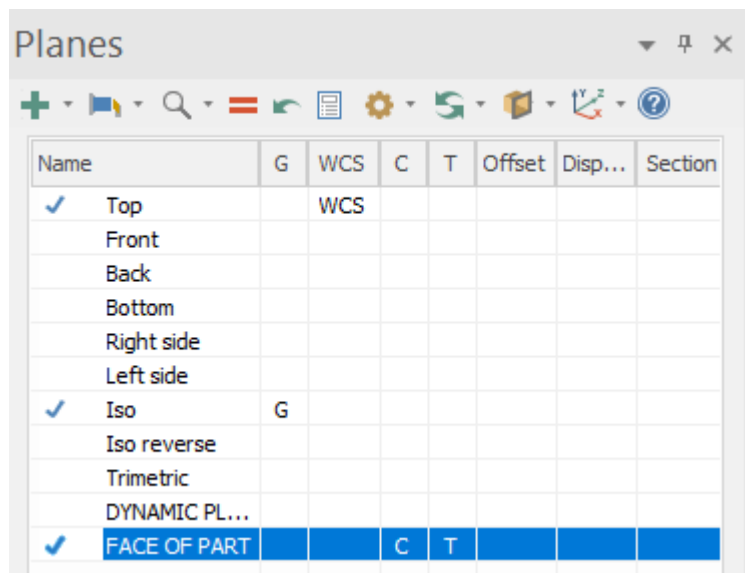 Planes
Name G WCS C T Offset Disp... Section
Top WCS
Front
Back
Bottom
Right side
Left side
Iso G
Iso reverse
Trimetric
DYNAMIC PL...
FACE OF PART C T